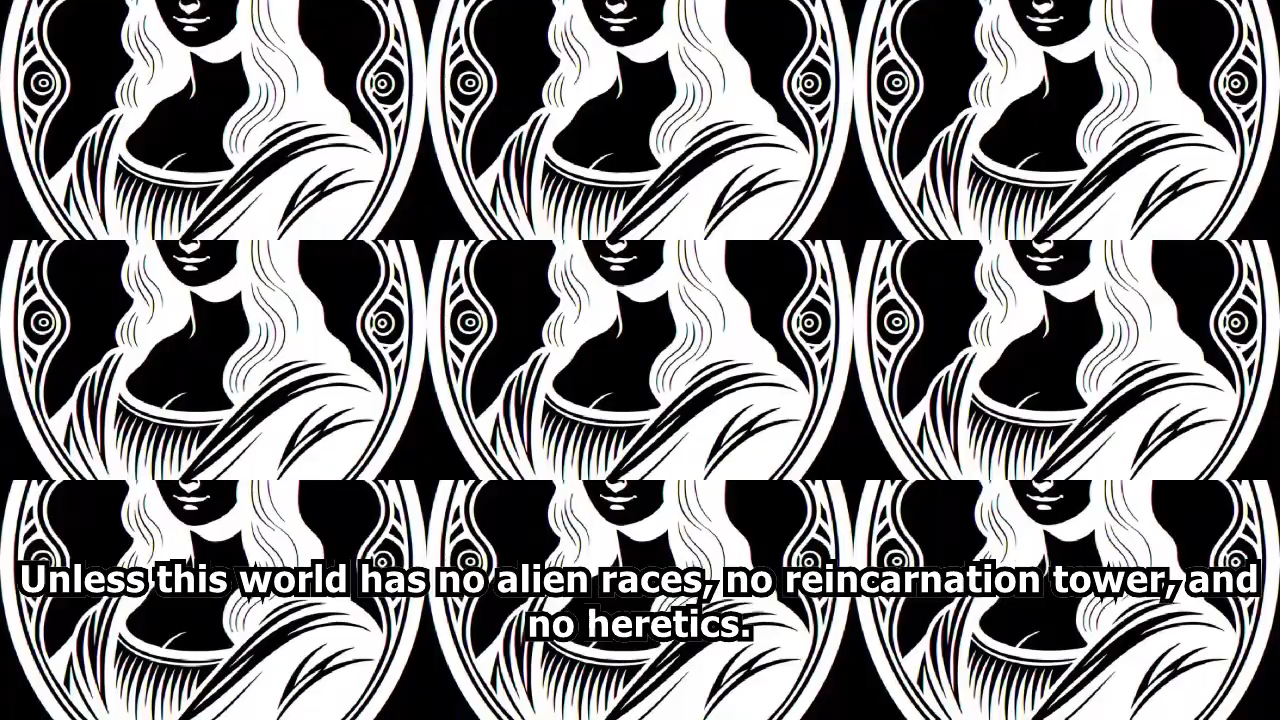 Unless this world has no alien races, no reincarnation tower, and
no heretics.